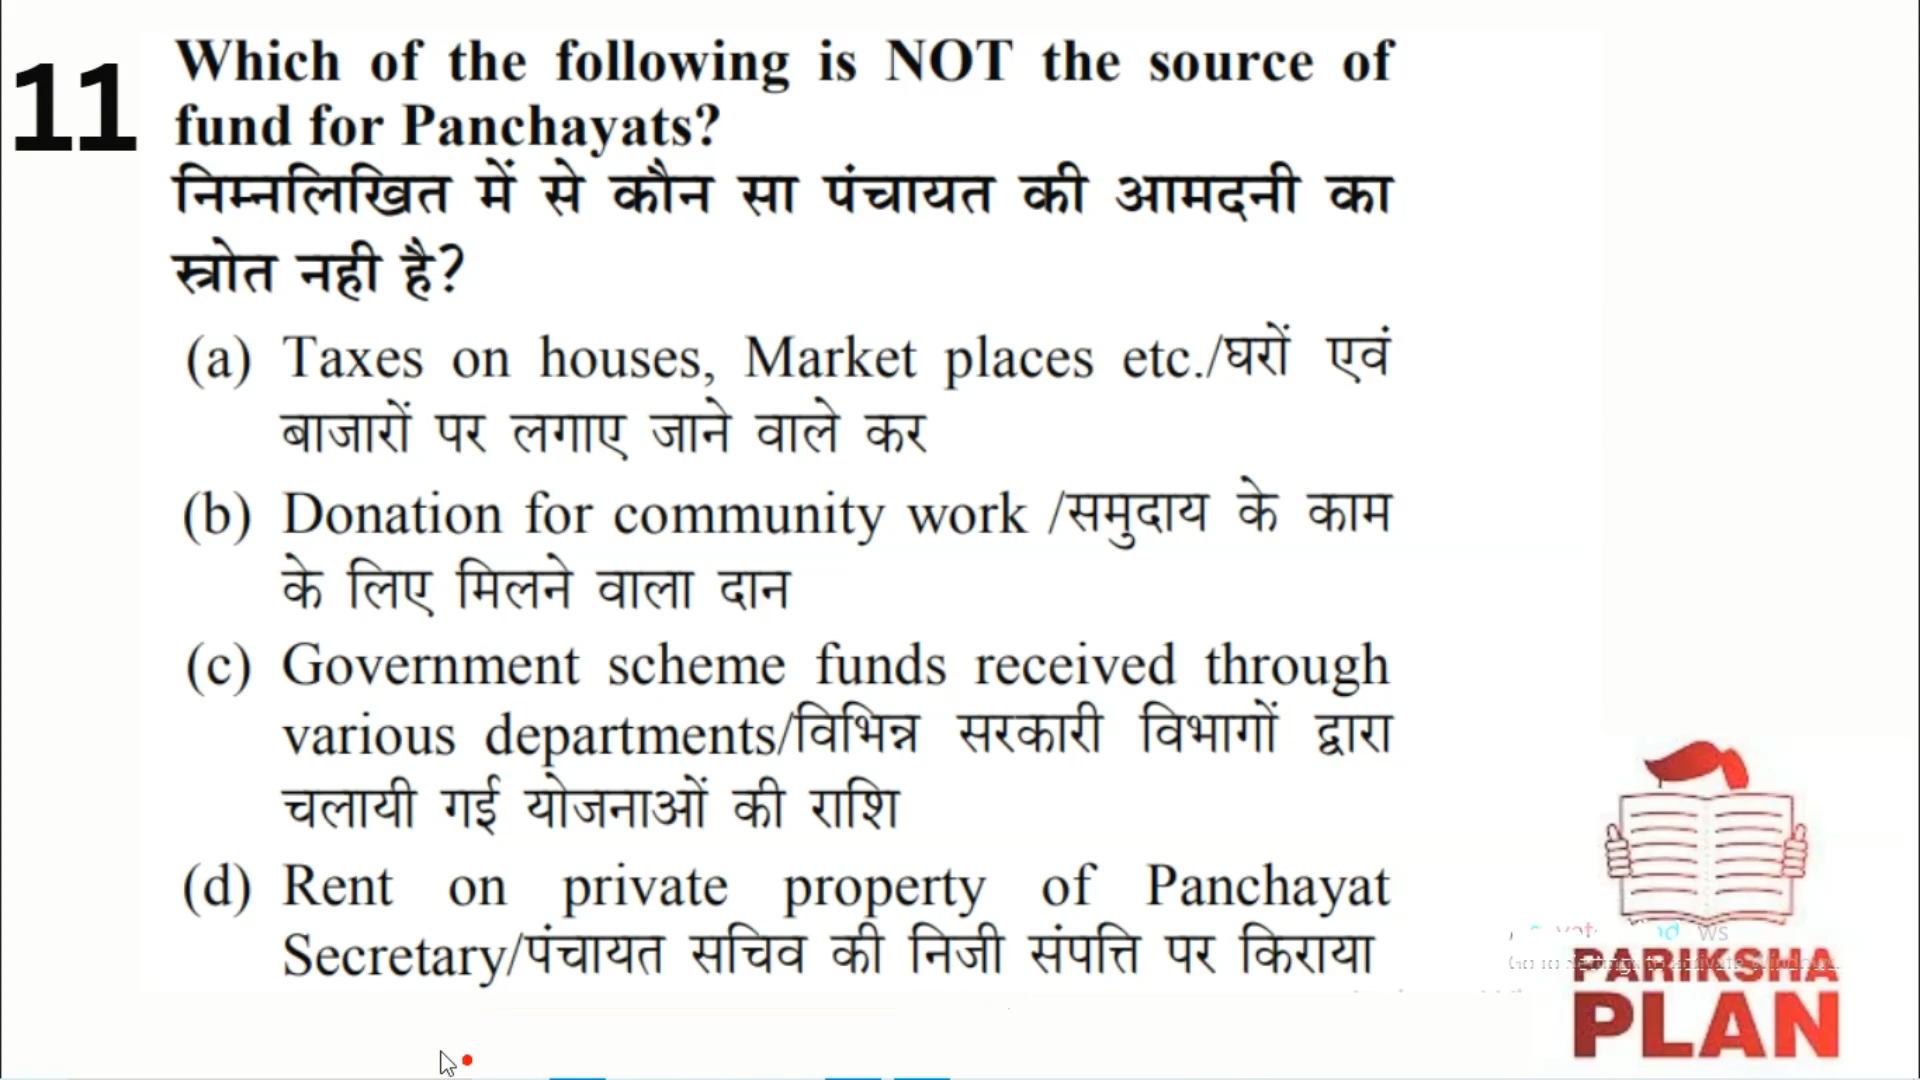 11
Which of the following is NOT the source of
fund for Panchayats?
निम्नलिखित में से कौन सा पंचायत की आमदनी का
स्त्रोत नही है?
(a) Taxes on houses, Market places etc./घरों एवं
बाजारों पर लगाए जाने वाले कर
(b) Donation for community work /समुदाय के काम
के लिए मिलने वाला दान
(c) Government scheme funds received through
various departments/विभिन्न सरकारी विभागों द्वारा
चलायी गई योजनाओं की राशि
(d) Rent on private property of Panchayat
Secretary/पंचायत सचिव की निजी संपत्ति पर किराया
PARIKSHA
PLAN